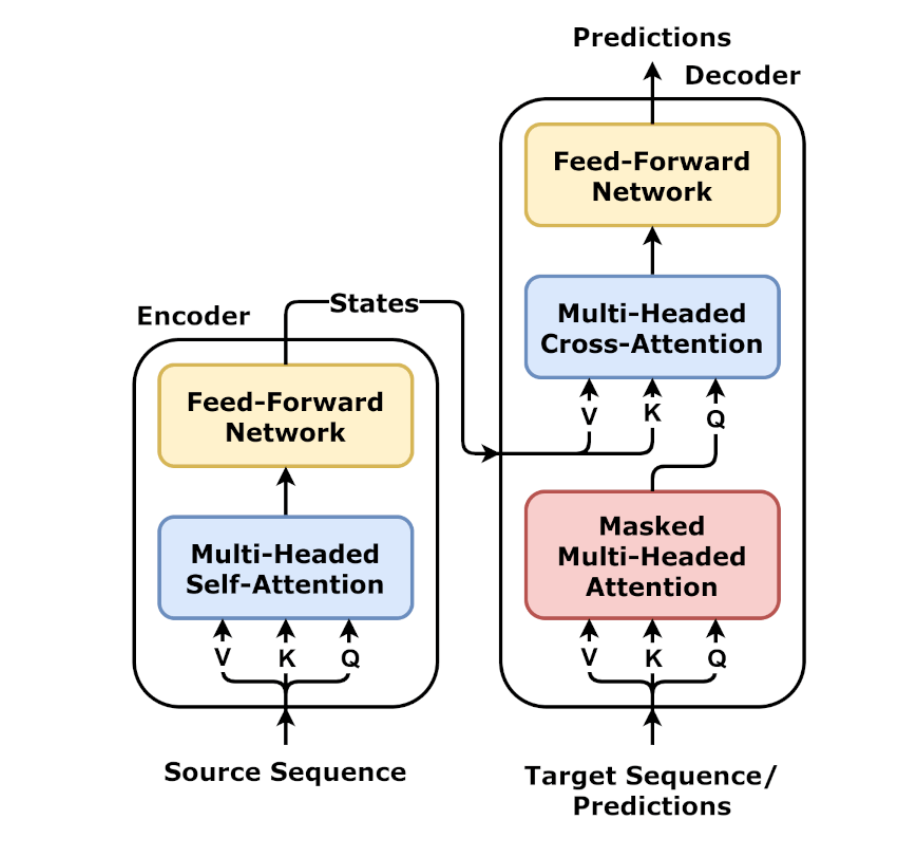 Predictions
Decoder
Feed-Forward
Network
Multi-Headed
Cross-Attention
V K Q
Masked
Multi-Headed
Attention
V K Q
Target Sequence/
Predictions
States
Encoder
Feed-Forward
Network
Multi-Headed
Self-Attention
V K Q
Source Sequence